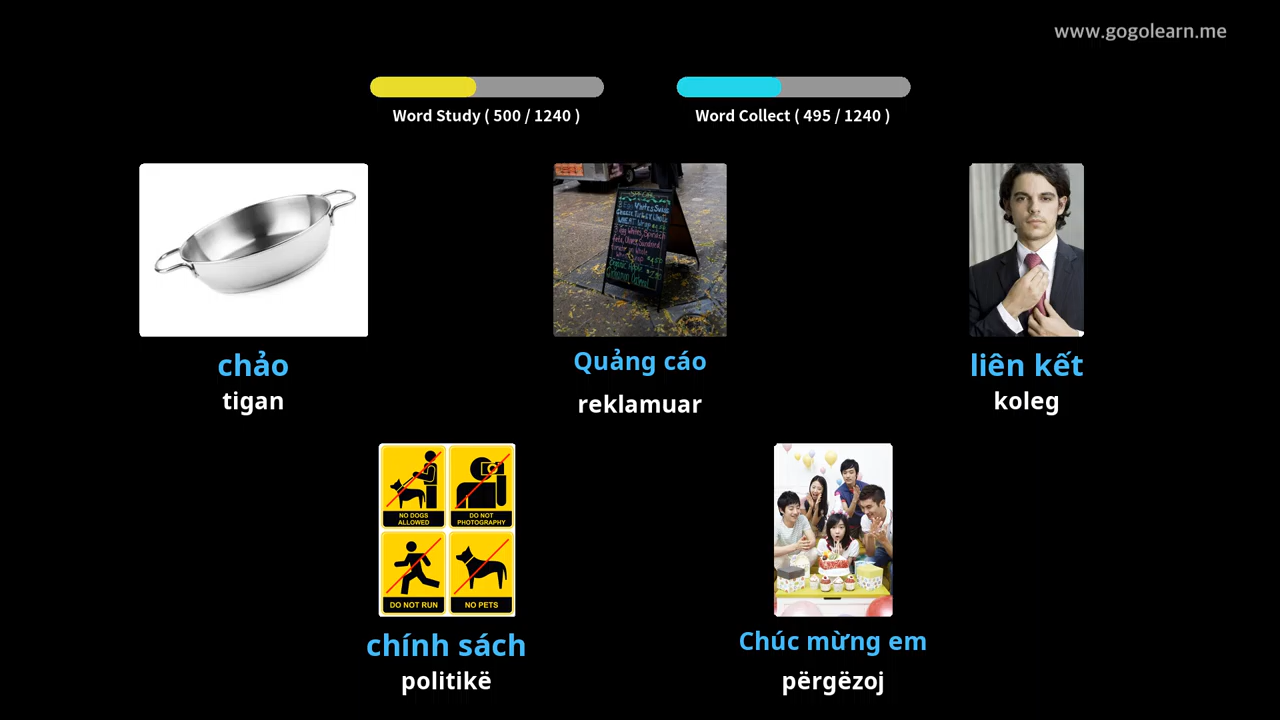 www.gogolearn.me
Word Study ( 500 / 1240 )
Word Collect ( 495 / 1240 )
chảo
tigan
Quảng cáo
reklamuar
liên kết
koleg
NO DOGS
ALLOWED
DO NOT
PHOTOGRAPHY
DO NOT RUN
NO PETS
chính sách
politikë
Chúc mừng em
përgëzoj